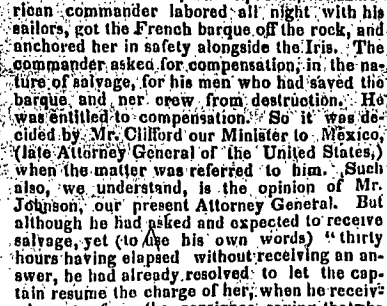 rican commander labored all night with his
sailors, got the French barque off the rock, and
anchored her in safety alongside the Iris. The
commander asked for compensation, in the na-
ture of salvage, for his men who had saved the
barque and her crew from destruction. He
was entitled to compensation. So it was de-
cided by Mr. Clifford our Minister to Mexico,
(late Attorney General of the United States,)
when the matter was referred to him. Such
also, we understand, is the opinion of Mr.
Johnson, our present Attorney General. But
although he had asked and expected to receive
salvage, yet (to use his own words) "thirty
hours having elapsed without receiving an an-
swer, he had already resolved to let the cap-
tain resume the charge of her, when he receiv-